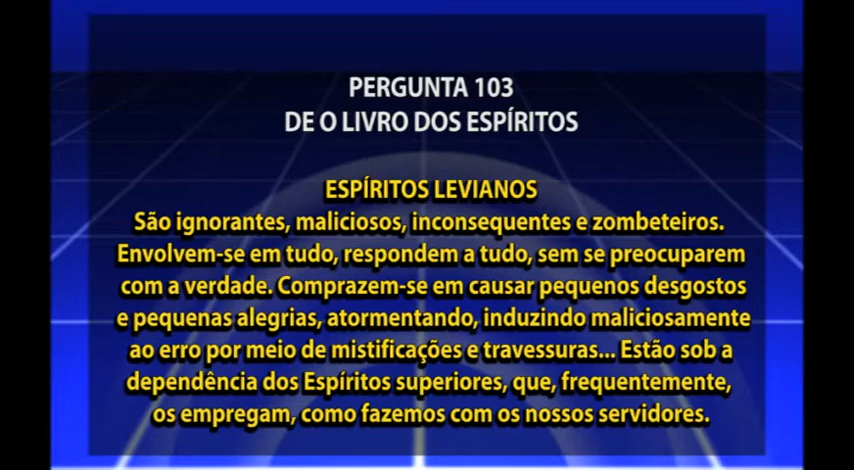 PERGUNTA 103
DE O LIVRO DOS ESPÍRITOS
ESPÍRITOS LEVIANOS
São ignorantes, maliciosos, inconsequentes e zombeteiros.
Envolvem-se em tudo, respondem a tudo, sem se preocuparem
com a verdade. Comprazem-se em causar pequenos desgostos
e pequenas alegrias, atormentando, induzindo maliciosamente
ao erro por meio de mistificações e travessuras... Estão sob a
dependência dos Espíritos superiores, que, frequentemente,
os empregam, como fazemos com os nossos servidores.